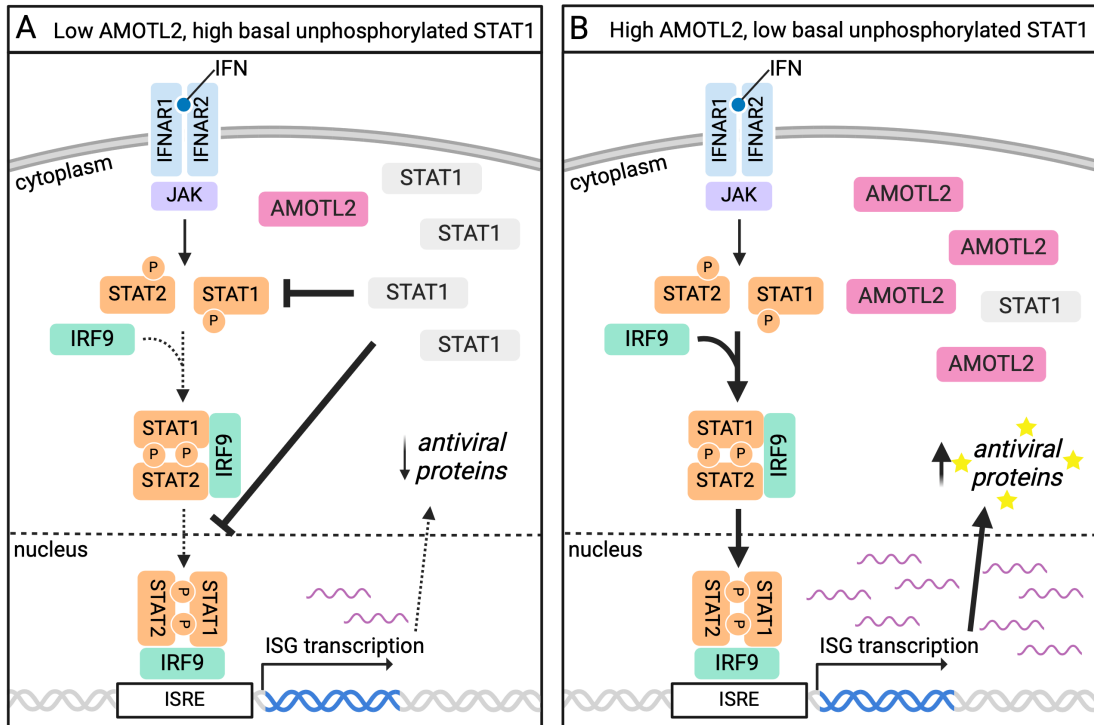 A Low AMOTL2, high basal unphosphorylated STAT1
IFN
IFNAR1
IFNAR2
cytoplasm
JAK
AMOTL2
STAT1
STAT1
STAT1
STAT1
P
STAT2
STAT1
P
IRF9
STAT1
P P
STAT2
IRF9
antiviral
proteins
nucleus
STAT2
P
P
STAT1
IRF9
ISG transcription
ISRE
B High AMOTL2, low basal unphosphorylated STAT1
IFN
IFNAR1
IFNAR2
cytoplasm
JAK
AMOTL2
AMOTL2
AMOTL2
STAT1
AMOTL2
P
STAT2
STAT1
P
IRF9
STAT1
P P
STAT2
IRF9
antiviral
proteins
nucleus
STAT2
P
P
STAT1
IRF9
ISG transcription
ISRE